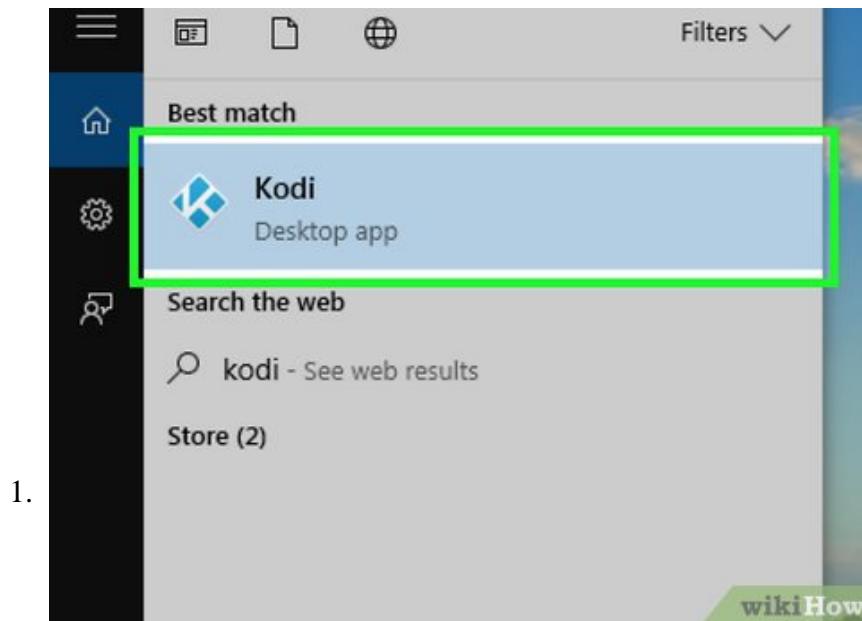 Filters
Best match
Kodi
Desktop app
Search the web
kodi - See web results
Store (2)
1.
wikiHow